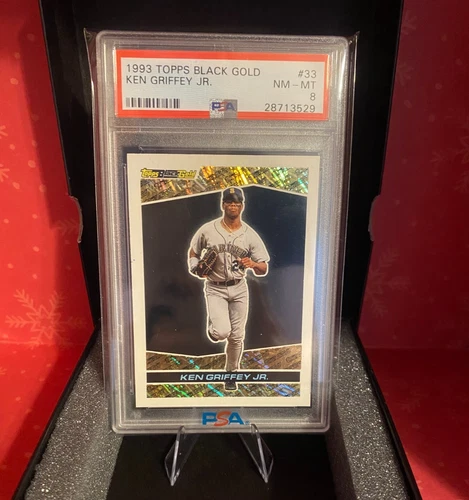 1993 TOPPS BLACK GOLD #33
KEN GRIFFEY JR. NM-MT
8
PSA 28713529
Topps Black Gold
KEN GRIFFEY JR.
PSA